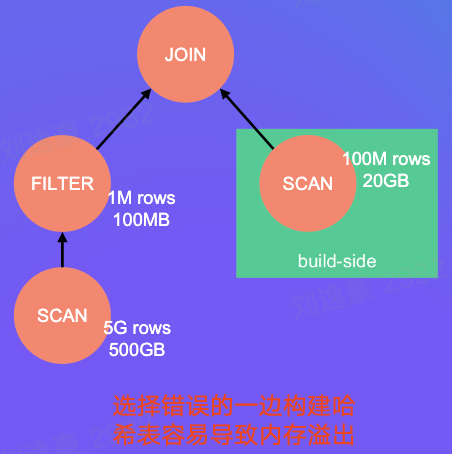 JOIN
FILTER
1M rows
100MB
SCAN
100M rows
20GB
build-side
SCAN
5G rows
500GB
选择错误的一边构建哈
希表容易导致内存溢出